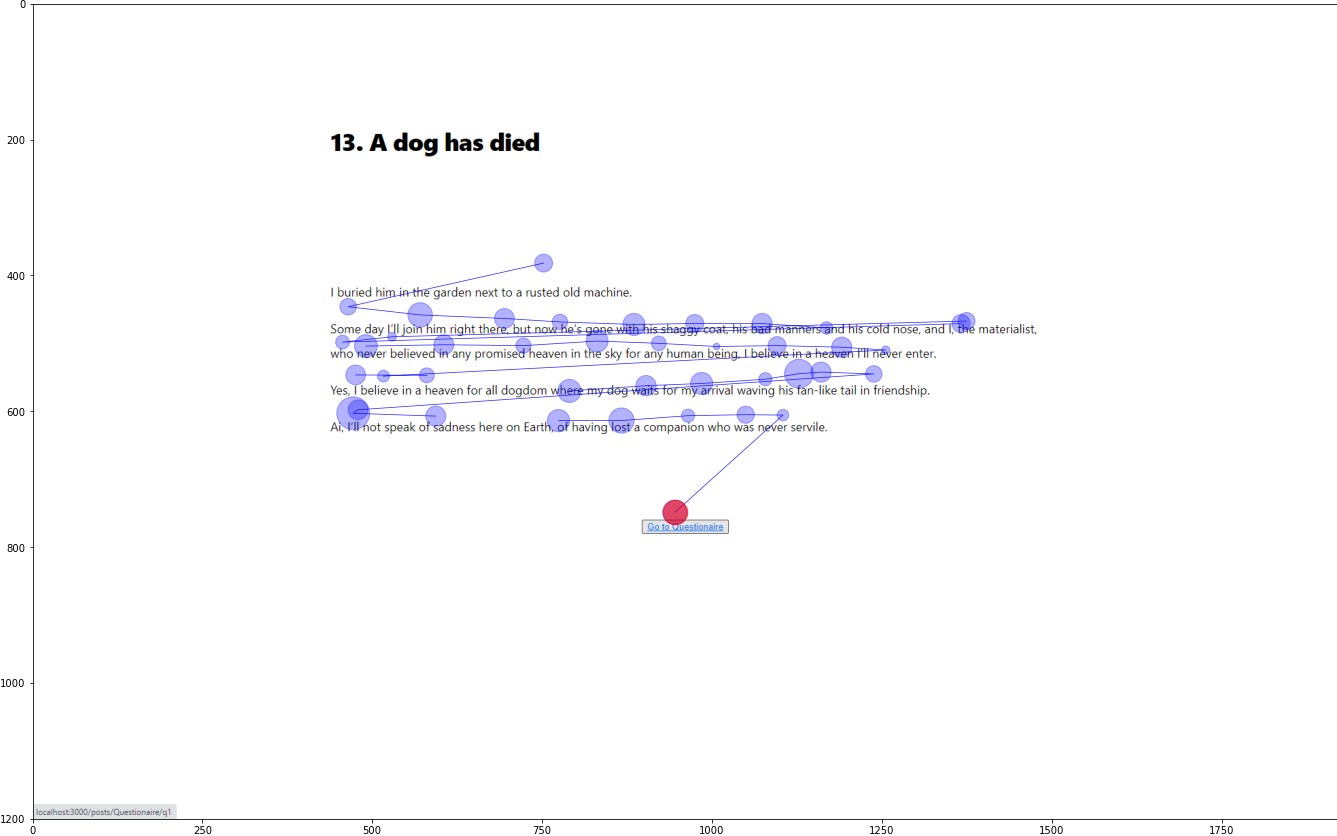 0
200
13. A dog has died
400
I buried him in the garden next to a rusted old machine.
Some day I'll join him right there, but now he's gone with his shaggy coat, his bad manners and his cold nose, and I, the materialist,
who never believed in any promised heaven in the sky for any human being, I believe in a heaven I'll never enter.
Yes, I believe in a heaven for all dogdom where my dog waits for my arrival waving his fan-like tail in friendship.
600
Ai, I'll not speak of sadness here on Earth, of having lost a companion who was never servile.
Go to Questionaire
800
1000
localhost:3000/posts/Questionaire/q1
1200
0 250 500 750 1000 1250 1500 1750